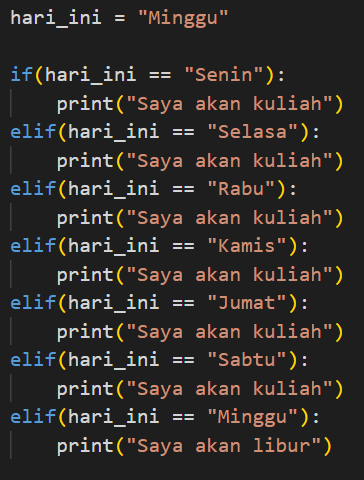 hari_ini = "Minggu"
if(hari_ini == "Senin"):
print("Saya akan kuliah")
elif(hari_ini == "Selasa"):
print("Saya akan kuliah")
elif(hari_ini == "Rabu"):
print("Saya akan kuliah")
elif(hari_ini == "Kamis"):
print("Saya akan kuliah")
elif(hari_ini == "Jumat"):
print("Saya akan kuliah")
elif(hari_ini == "Sabtu"):
print("Saya akan kuliah")
elif(hari_ini == "Minggu"):
print("Saya akan libur")